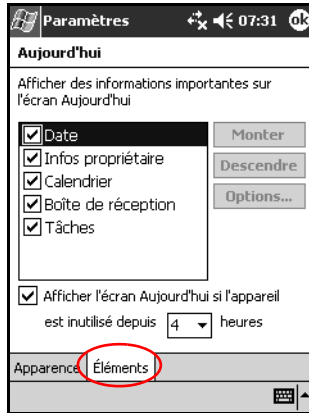 Paramètres 07:31 ok
Aujourd'hui
Afficher des informations importantes sur
l'écran Aujourd'hui
Date
Infos propriétaire
Calendrier
Boîte de réception
Tâches
Monter
Descendre
Options...
Afficher l'écran Aujourd'hui si l'appareil
est inutilisé depuis 4 heures
Apparence Éléments